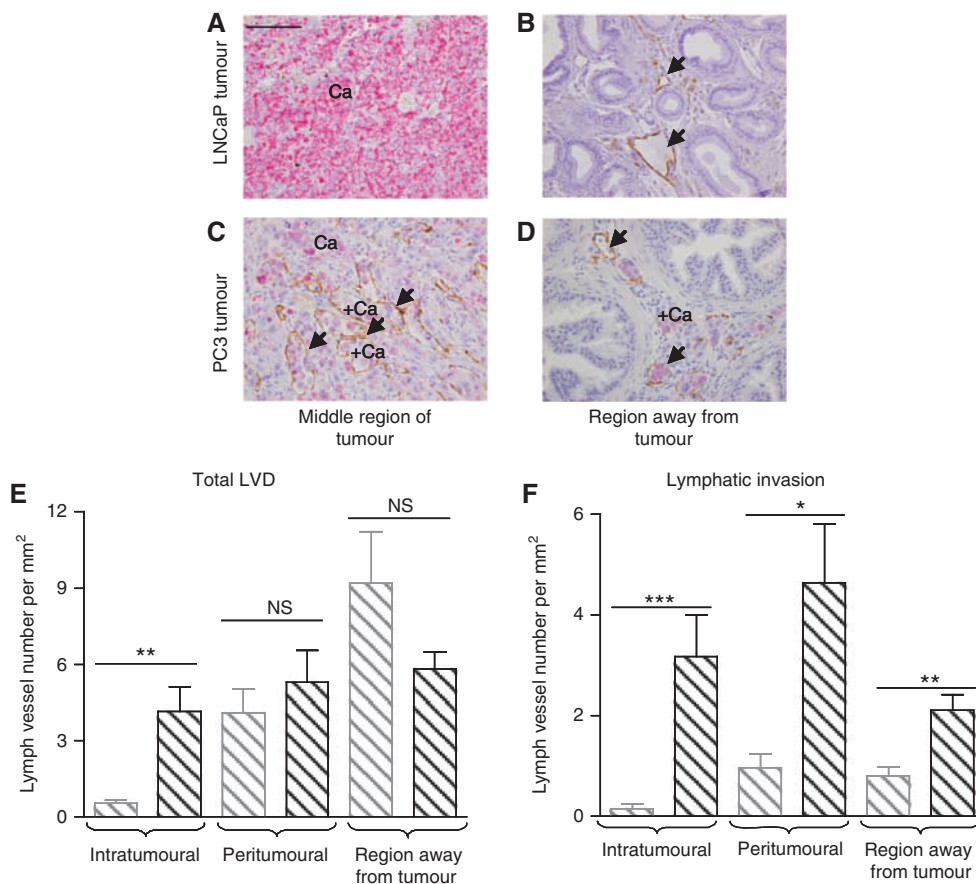 A
B
LNCaP tumour
Ca
C
D
PC3 tumour
Ca
+Ca
+Ca
+Ca
Middle region of
tumour
Region away from
tumour
E
Total LVD
Lymph vessel number per mm²
12
9
6
3
0
**
NS
NS
Intratumoural
Peritumoural
Region away
from tumour
F
Lymphatic invasion
Lymph vessel number per mm²
6
4
2
0
***
*
**
Intratumoural
Peritumoural
Region away
from tumour